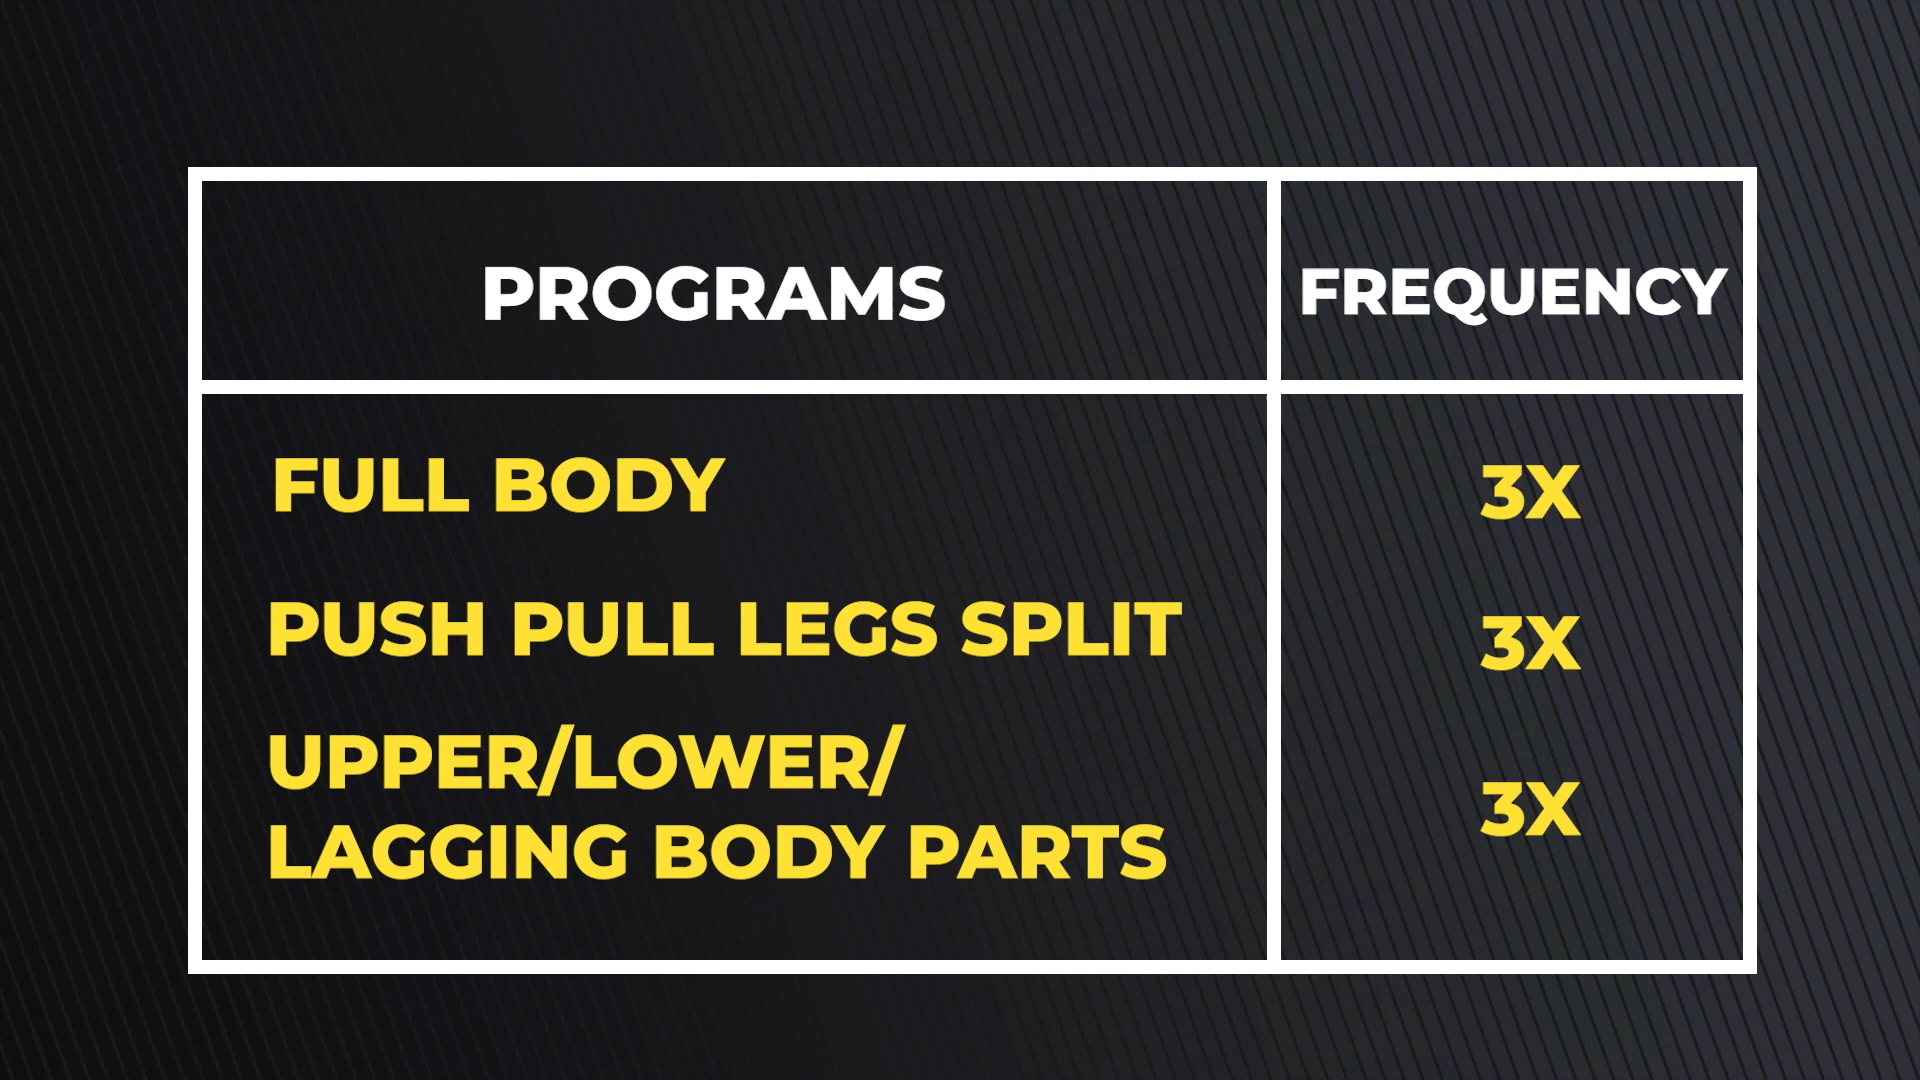 PROGRAMS
FREQUENCY
FULL BODY
3X
PUSH PULL LEGS SPLIT
3X
UPPER/LOWER/
LAGGING BODY PARTS
3X